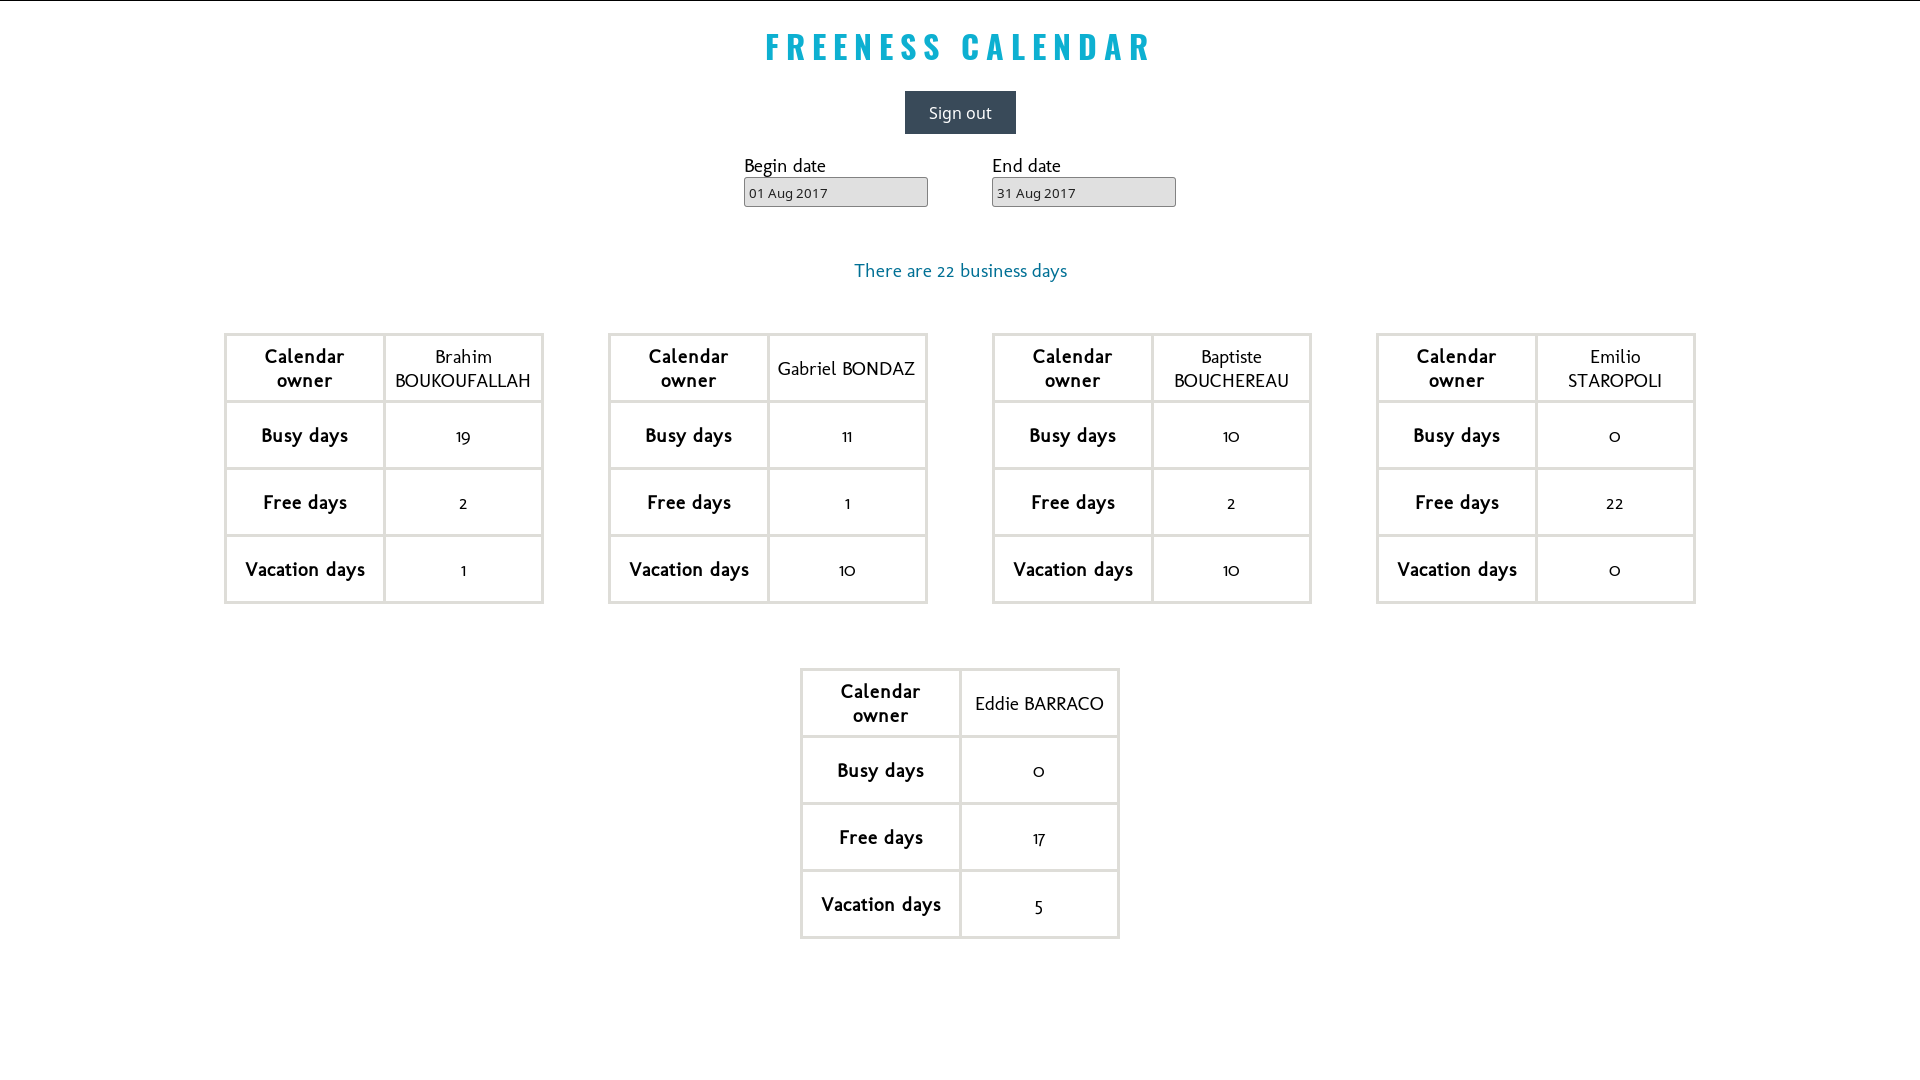 FREENESS CALENDAR
Sign out
Begin date
End date
01 Aug 2017
31 Aug 2017
There are 22 business days
Calendar owner
Brahim BOUKOUFALLAH
Busy days
19
Free days
2
Vacation days
1
Calendar owner
Gabriel BONDAZ
Busy days
11
Free days
1
Vacation days
10
Calendar owner
Baptiste BOUCHEREAU
Busy days
10
Free days
2
Vacation days
10
Calendar owner
Emilio STAROPOLI
Busy days
0
Free days
22
Vacation days
0
Calendar owner
Eddie BARRACO
Busy days
0
Free days
17
Vacation days
5